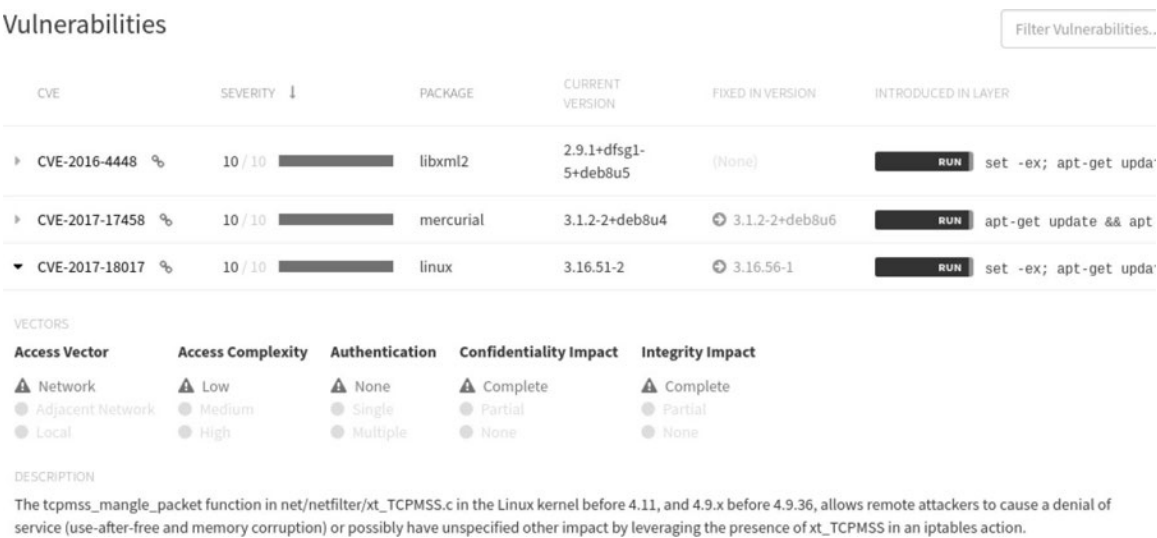 Vulnerabilities
Filter Vulnerabilities..
CVE SEVERITY ↓ PACKAGE CURRENT VERSION FIXED IN VERSION INTRODUCED IN LAYER
CVE-2016-4448 10 / 10 libxml2 2.9.1+dfsg1-5+deb8u5 (None) RUN set -ex; apt-get updat
CVE-2017-17458 10 / 10 mercurial 3.1.2-2+deb8u4 3.1.2-2+deb8u6 RUN apt-get update && apt
CVE-2017-18017 10 / 10 linux 3.16.51-2 3.16.56-1 RUN set -ex; apt-get updat
VECTORS
Access Vector Access Complexity Authentication Confidentiality Impact Integrity Impact
Network Low None Complete Complete
Adjacent Network Medium Single Partial Partial
Local High Multiple None None
DESCRIPTION
The tcpmss_mangle_packet function in net/netfilter/xt_TCPMSS.c in the Linux kernel before 4.11, and 4.9.x before 4.9.36, allows remote attackers to cause a denial of
service (use-after-free and memory corruption) or possibly have unspecified other impact by leveraging the presence of xt_TCPMSS in an iptables action.